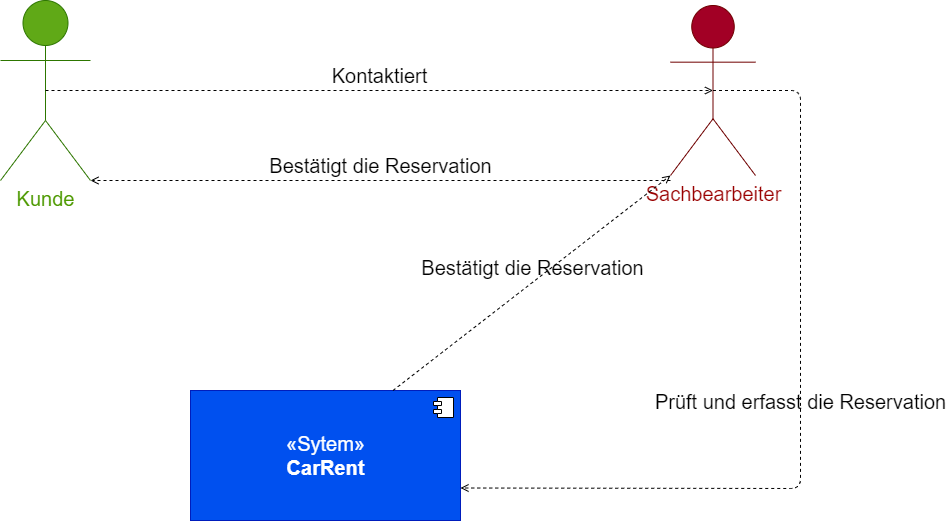 Kontaktiert
Bestätigt die Reservation
Kunde
Sachbearbeiter
Bestätigt die Reservation
Prüft und erfasst die Reservation
«Sytem»
CarRent